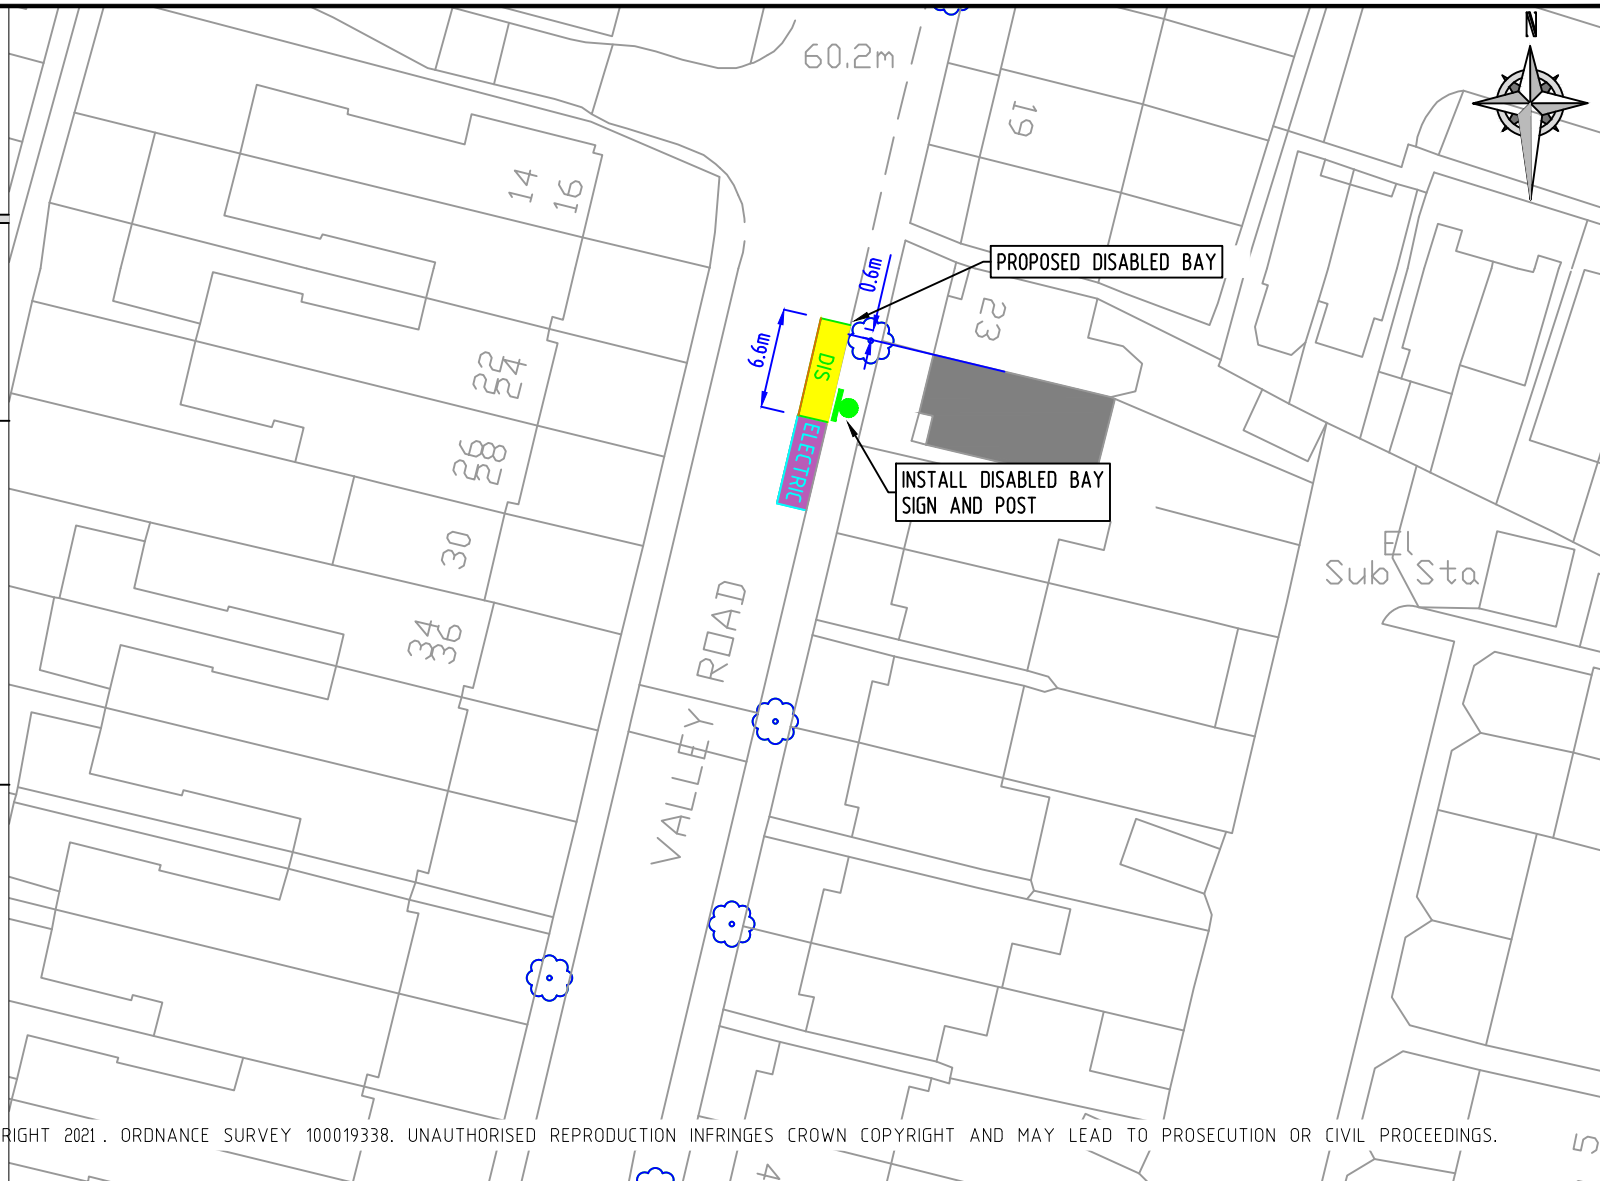 N
60.2m
19
14
16
PROPOSED DISABLED BAY
0.6m
23
6.6m
DIS
22
24
ELECTRIC
26
28
INSTALL DISABLED BAY
SIGN AND POST
30
El
Sub Sta
34
36
VALLEY ROAD
RIGHT 2021. ORDNANCE SURVEY 100019338. UNAUTHORISED REPRODUCTION INFRINGES CROWN COPYRIGHT AND MAY LEAD TO PROSECUTION OR CIVIL PROCEEDINGS.
5
4